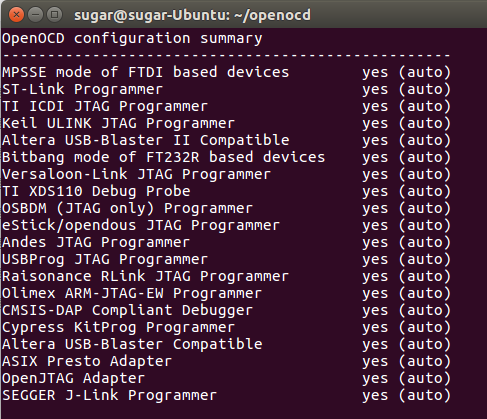 sugar@sugar-Ubuntu: ~/openocd
OpenOCD configuration summary
--------------------------------------------------
MPSSE mode of FTDI based devices        yes (auto)
ST-Link Programmer                      yes (auto)
TI ICDI JTAG Programmer                 yes (auto)
Keil ULINK JTAG Programmer              yes (auto)
Altera USB-Blaster II Compatible        yes (auto)
Bitbang mode of FT232R based devices    yes (auto)
Versaloon-Link JTAG Programmer          yes (auto)
TI XDS110 Debug Probe                   yes (auto)
OSBDM (JTAG only) Programmer            yes (auto)
eStick/opendous JTAG Programmer         yes (auto)
Andes JTAG Programmer                   yes (auto)
USBProg JTAG Programmer                 yes (auto)
Raisonance RLink JTAG Programmer        yes (auto)
Olimex ARM-JTAG-EW Programmer           yes (auto)
CMSIS-DAP Compliant Debugger            yes (auto)
Cypress KitProg Programmer              yes (auto)
Altera USB-Blaster Compatible           yes (auto)
ASIX Presto Adapter                     yes (auto)
OpenJTAG Adapter                        yes (auto)
SEGGER J-Link Programmer                yes (auto)